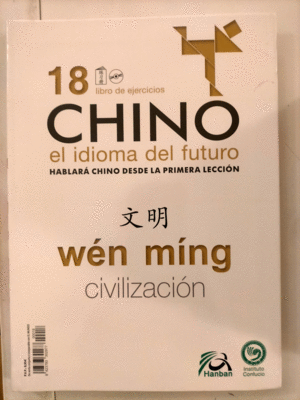 18
libro de ejercicios
CHINO
el idioma del futuro
HABLARÁ CHINO DESDE LA PRIMERA LECCIÓN
文明
wén míng
civilización
Hanban
Instituto
Confucio